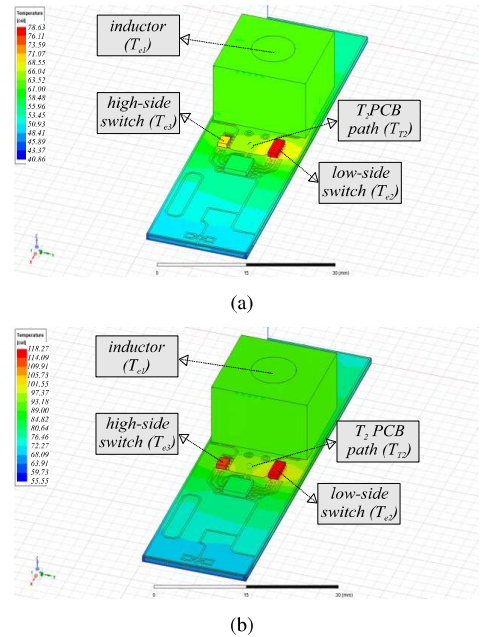 Temperature
[cel]
78.63
76.11
73.59
71.07
68.55
66.04
63.52
61.00
58.48
55.96
53.45
50.93
48.41
45.89
43.37
40.86
inductor
(Te1)
high-side
switch (Te3)
T2PCB
path (TT2)
low-side
switch (Te2)
0
15
30 (mm)
(a)
Temperature
[cel]
118.27
114.09
109.91
105.73
101.55
97.37
93.18
89.00
84.82
80.64
76.46
72.27
68.09
63.91
59.73
55.55
inductor
(Te1)
high-side
switch (Te3)
T2 PCB
path (TT2)
low-side
switch (Te2)
0
15
30 (mm)
(b)